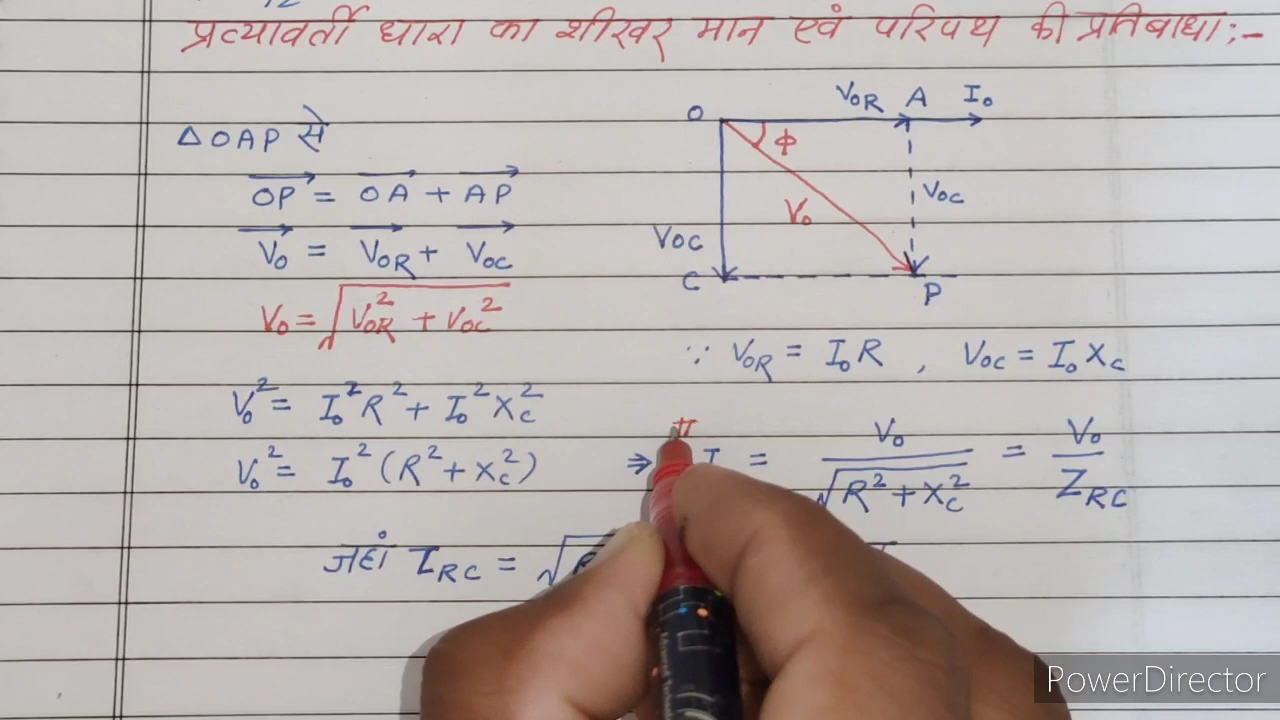 प्रत्यावर्ती धारा का शीखर मान एवं परिपथ की प्रतिबाधा :-
V₀R A I₀
O
ΔOAP से
ϕ
OP = OA + AP
V₀C
V₀
V₀ = V₀R + V₀C
V₀C
C
P
V₀ = √V₀R² + V₀C²
∵ V₀R = I₀R , V₀C = I₀Xc
V₀² = I₀²R² + I₀²Xc²
V₀² = I₀² (R² + Xc²) ⇒ I = V₀ / √R² + Xc² = V₀ / ZRC
जहां ZRC = √
PowerDirector